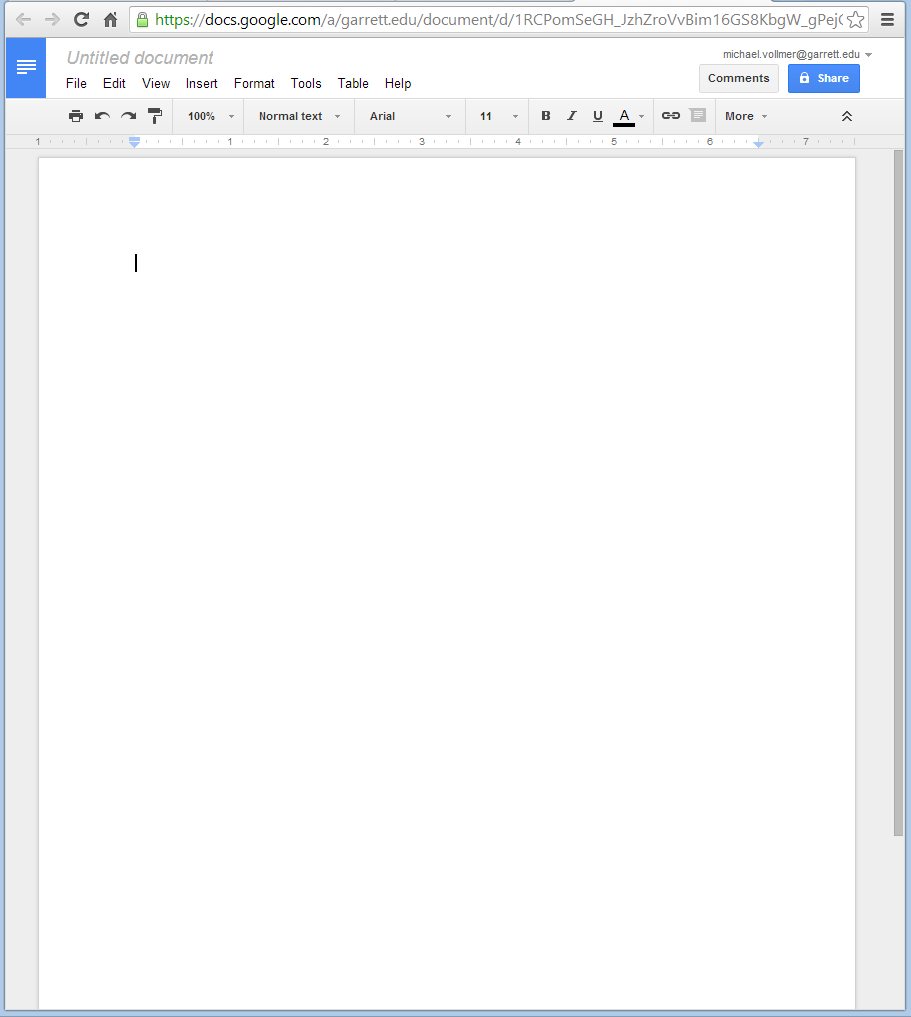 https://docs.google.com/a/garrett.edu/document/d/1RCPomSeGH_JzhZroVvBim16GS8KbgW_gPej
Untitled document
michael.vollmer@garrett.edu
File Edit View Insert Format Tools Table Help
Comments Share
100% Normal text Arial 11 B I U A More
1 1 2 3 4 5 6 7